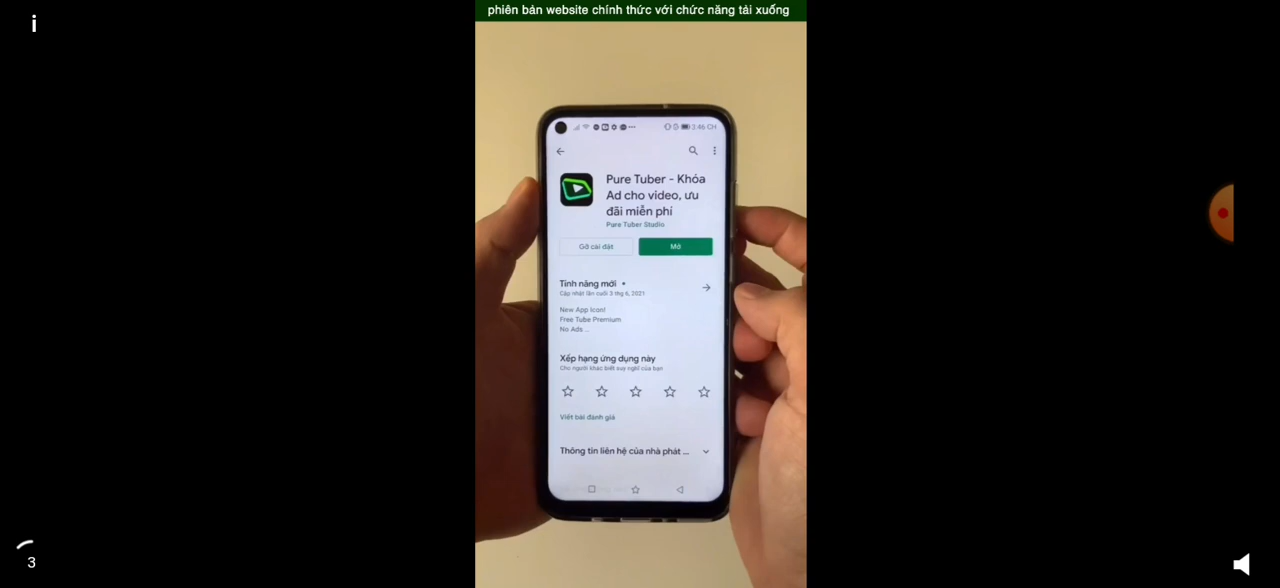 phiên bản website chính thức với chức năng tải xuống
i
3:46 CH
Pure Tuber - Khóa
Ad cho video, ưu
đãi miễn phí
Pure Tuber Studio
Gỡ cài đặt
Mở
Tính năng mới •
Cập nhật lần cuối 3 thg 6, 2021
New App Icon!
Free Tube Premium
No Ads ...
Xếp hạng ứng dụng này
Cho người khác biết suy nghĩ của bạn
Viết bài đánh giá
Thông tin liên hệ của nhà phát ...
3